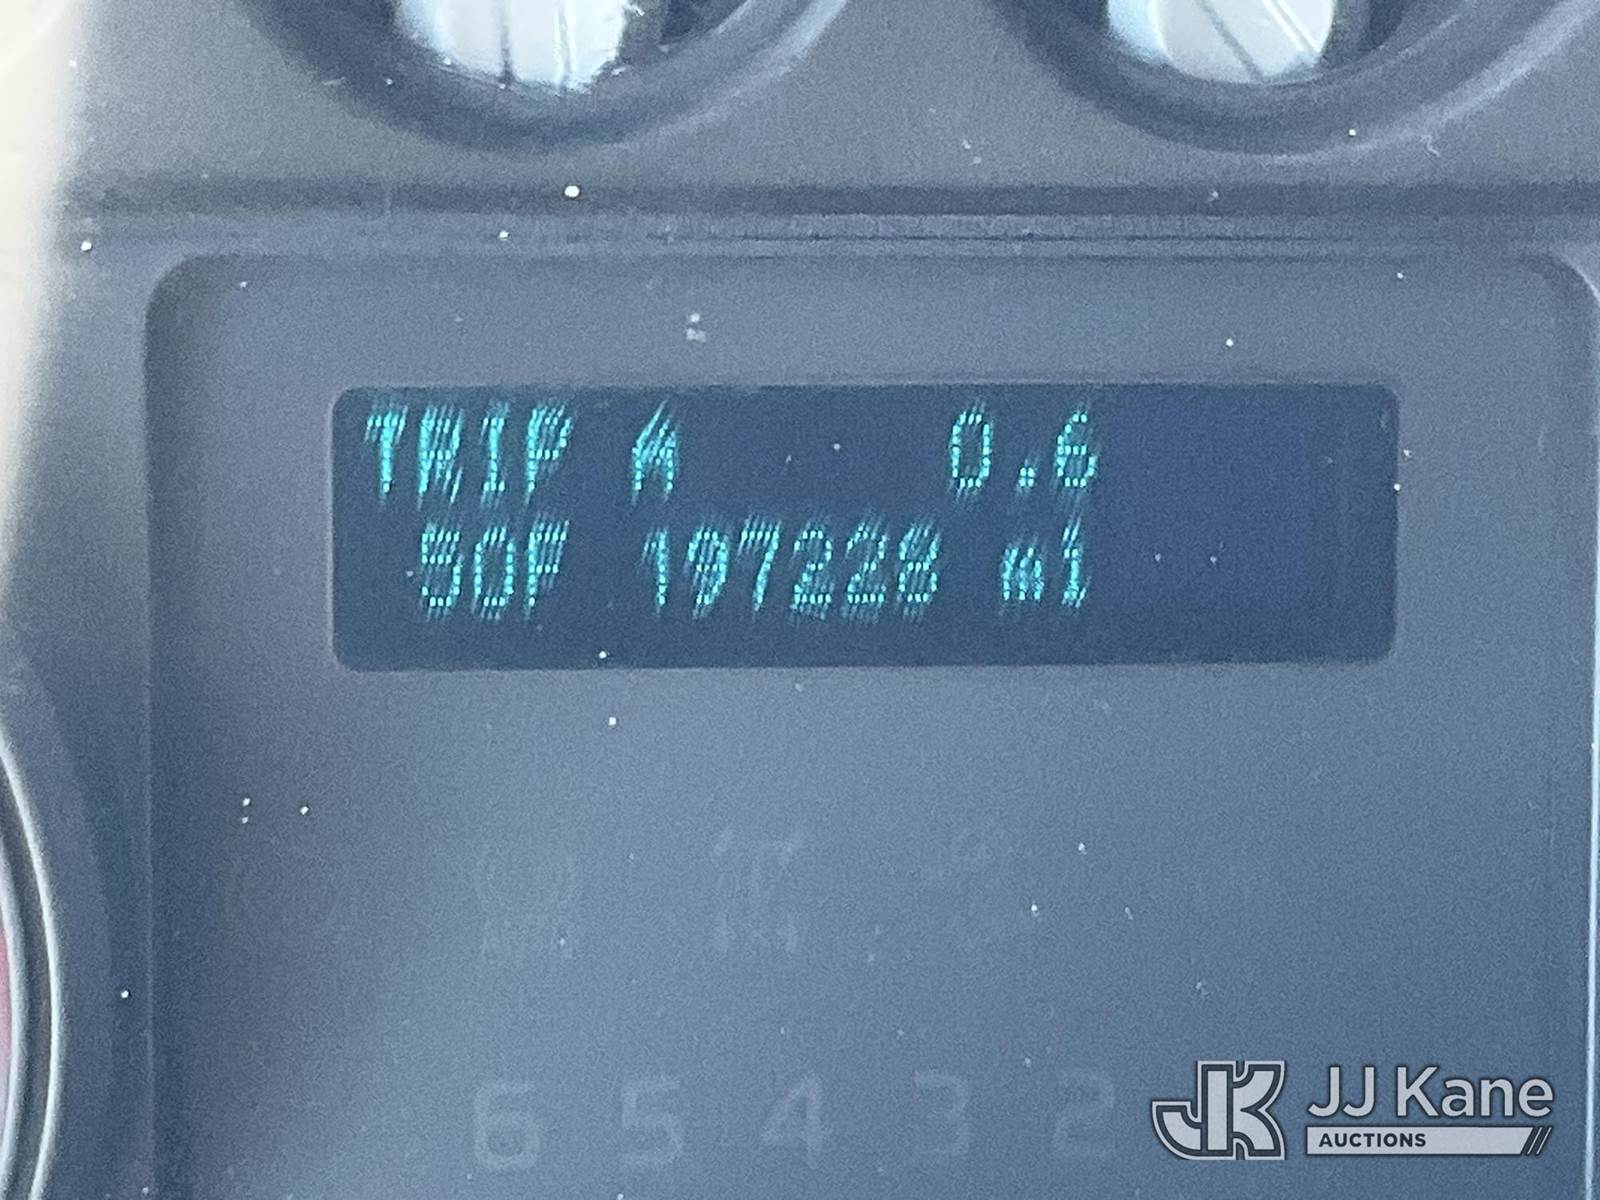 TRIP A 0.6
50F 197228 mi
6 5 4 3 2
JK JJ Kane
AUCTIONS